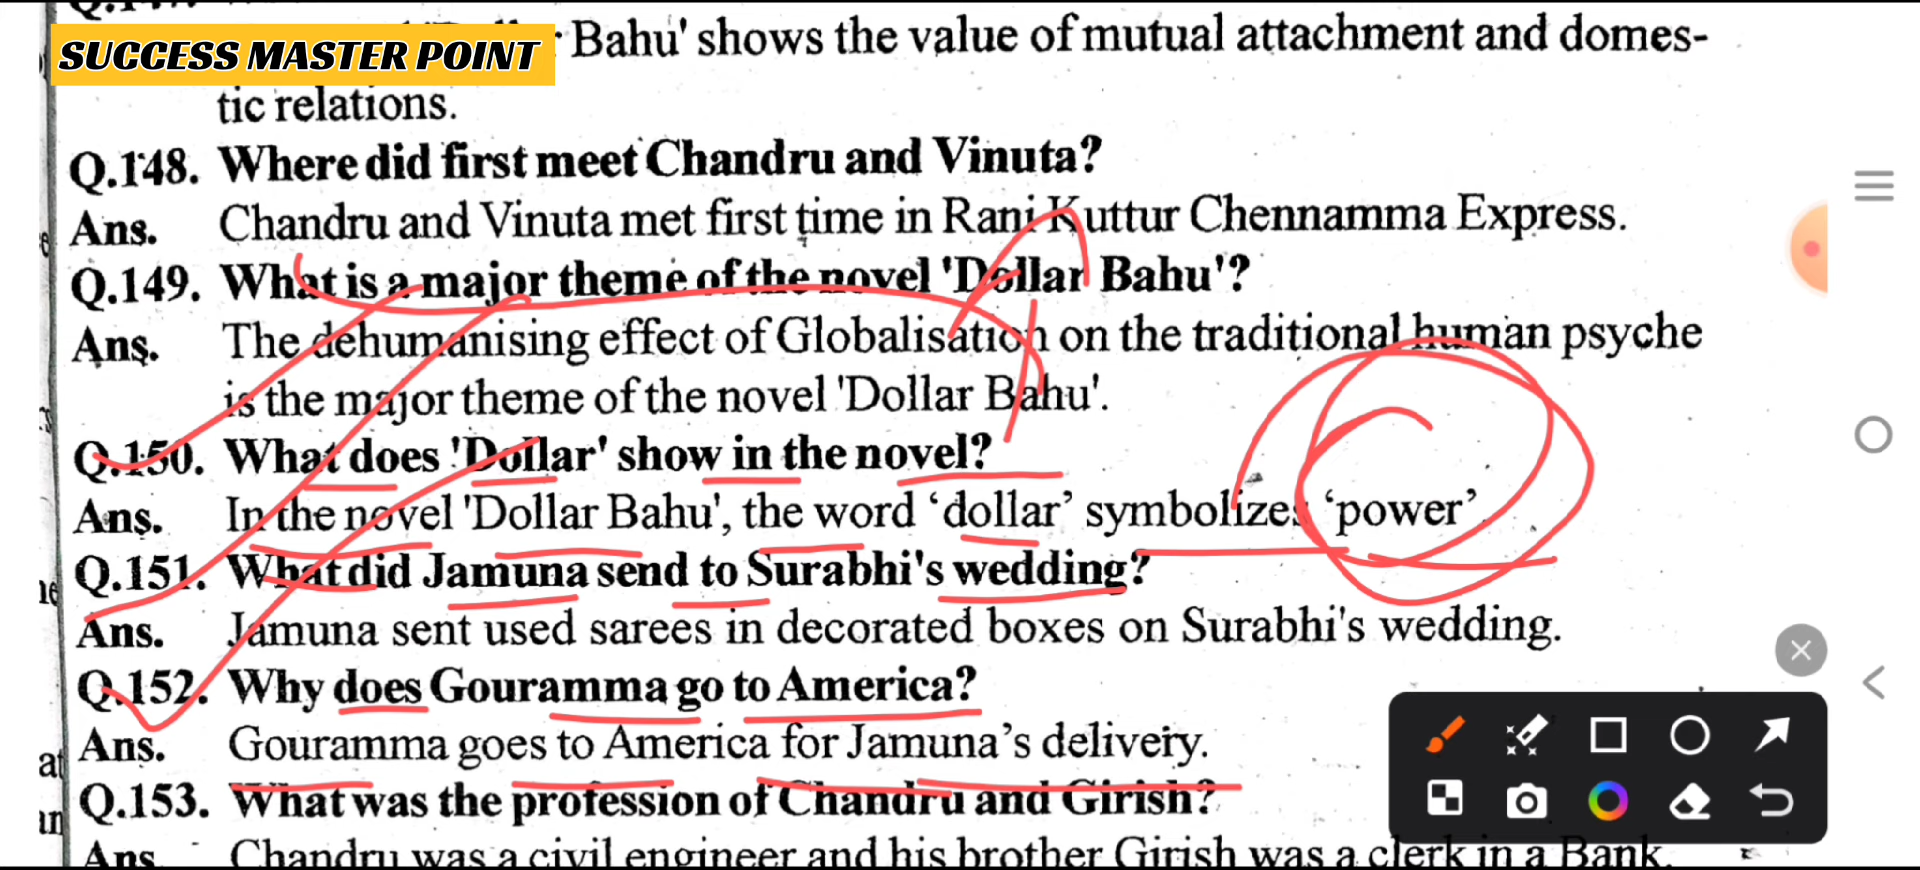 SUCCESS MASTER POINT
Bahu' shows the value of mutual attachment and domes-
tic relations.
Q.148. Where did first meet Chandru and Vinuta?
Ans. Chandru and Vinuta met first time in Rani Kuttur Chennamma Express.
Q.149. What is a major theme of the novel 'Dollar Bahu'?
Ans. The dehumanising effect of Globalisation on the traditional human psyche
is the major theme of the novel 'Dollar Bahu'.
Q.150. What does 'Dollar' show in the novel?
Ans. In the novel 'Dollar Bahu', the word ‘dollar’ symbolizes ‘power’
Q.151. What did Jamuna send to Surabhi's wedding?
Ans. Jamuna sent used sarees in decorated boxes on Surabhi's wedding.
Q.152. Why does Gouramma go to America?
Ans. Gouramma goes to America for Jamuna’s delivery.
Q.153. What was the profession of Chandru and Girish?
Ans Chandru was a civil engineer and his brother Girish was a clerk in a Bank.